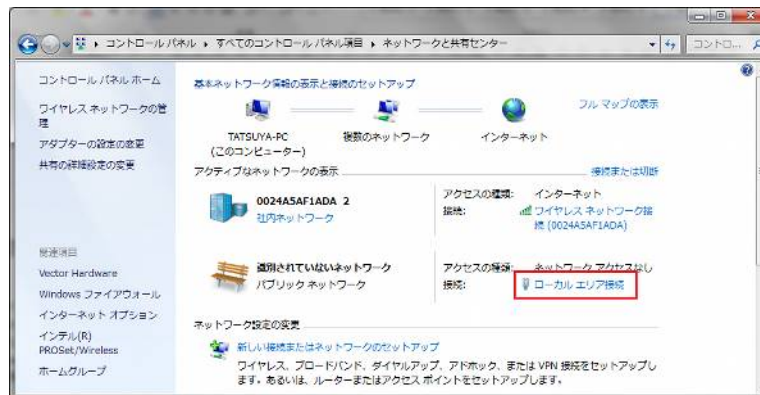 コントロール パネル ▸ すべてのコントロール パネル項目 ▸ ネットワークと共有センター
コントロ...
コントロール パネル ホーム
ワイヤレス ネットワークの管
理
アダプターの設定の変更
共有の詳細設定の変更
基本ネットワーク情報の表示と接続のセットアップ
フル マップの表示
TATSUYA-PC
(このコンピューター)
複数のネットワーク
インターネット
アクティブなネットワークの表示
接続または切断
0024A5AF1ADA 2
社内ネットワーク
アクセスの種類: インターネット
接続: ワイヤレス ネットワーク接
続 (0024A5AF1ADA)
識別されていないネットワーク
パブリック ネットワーク
アクセスの種類: ネットワーク アクセスなし
接続: ローカル エリア接続
ネットワーク設定の変更
新しい接続またはネットワークのセットアップ
ワイヤレス、ブロードバンド、ダイヤルアップ、アドホック、または VPN 接続をセットアップし
ます。あるいは、ルーターまたはアクセス ポイントをセットアップします。
関連項目
Vector Hardware
Windows ファイアウォール
インターネット オプション
インテル(R)
PROSet/Wireless
ホームグループ